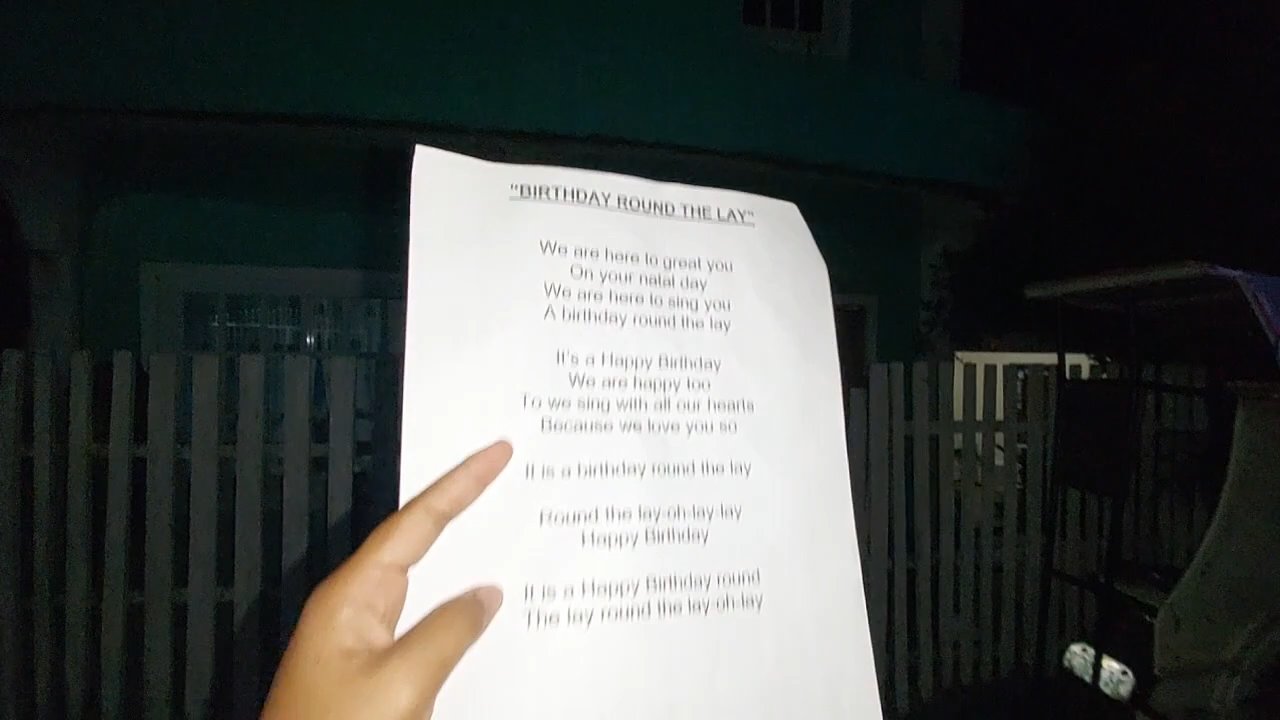 "BIRTHDAY ROUND THE LAY"
We are here to great you
On your natal day
We are here to sing you
A birthday round the lay
It's a Happy Birthday
We are happy too
To we sing with all our hearts
Because we love you so
It is a birthday round the lay
Round the lay-oh-lay-lay
Happy Birthday
It is a Happy Birthday round
The lay round the lay oh-lay